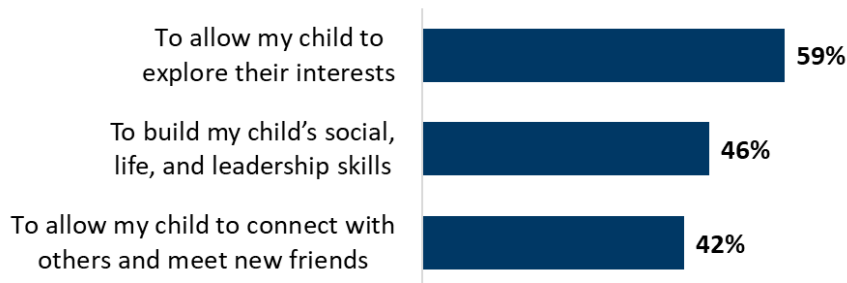 To allow my child to
explore their interests
59%
To build my child’s social,
life, and leadership skills
46%
To allow my child to connect with
others and meet new friends
42%